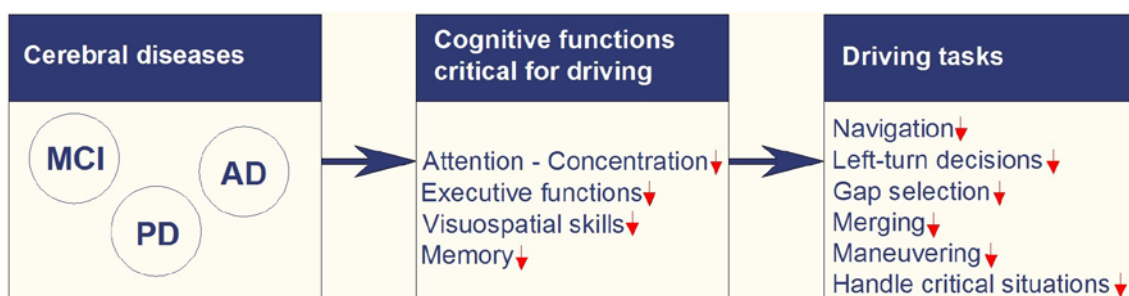 Cerebral diseases
MCI
AD
PD
Cognitive functions
critical for driving
Attention - Concentration
Executive functions
Visuospatial skills
Memory
Driving tasks
Navigation
Left-turn decisions
Gap selection
Merging
Maneuvering
Handle critical situations